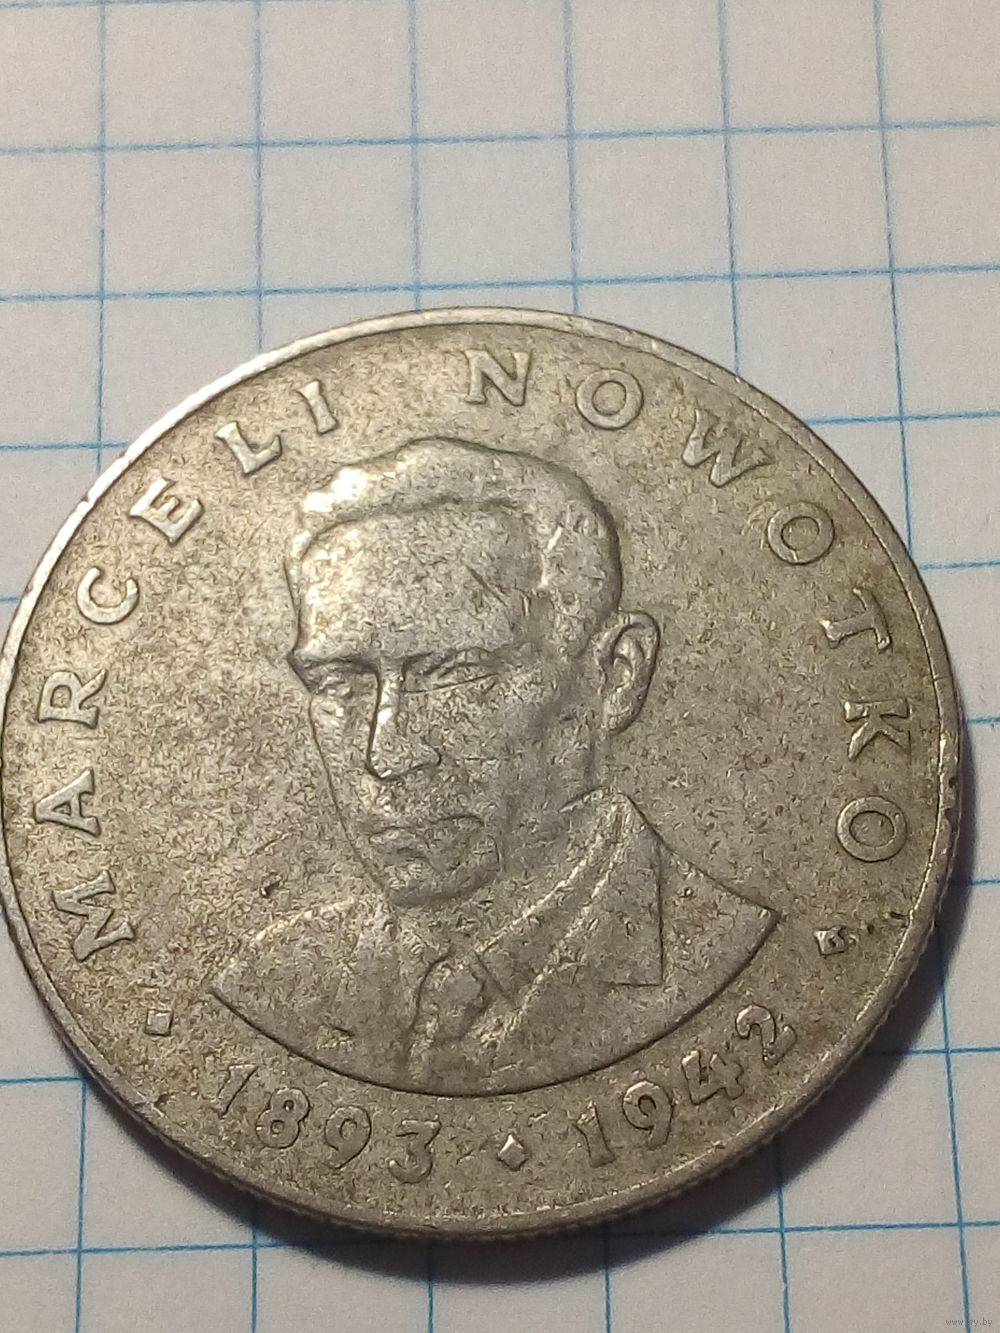 MARCELI NOWOTKO
1893 • 1942